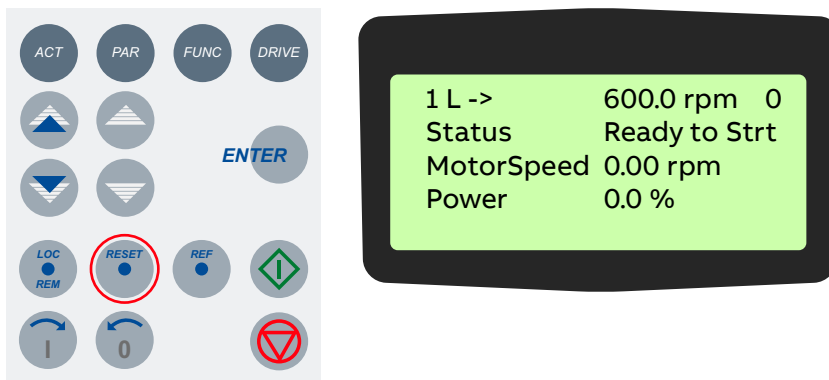 ACT PAR FUNC DRIVE
ENTER
LOC RESET REF
REM
I 0
1 L -> 600.0 rpm 0
Status Ready to Strt
MotorSpeed 0.00 rpm
Power 0.0 %